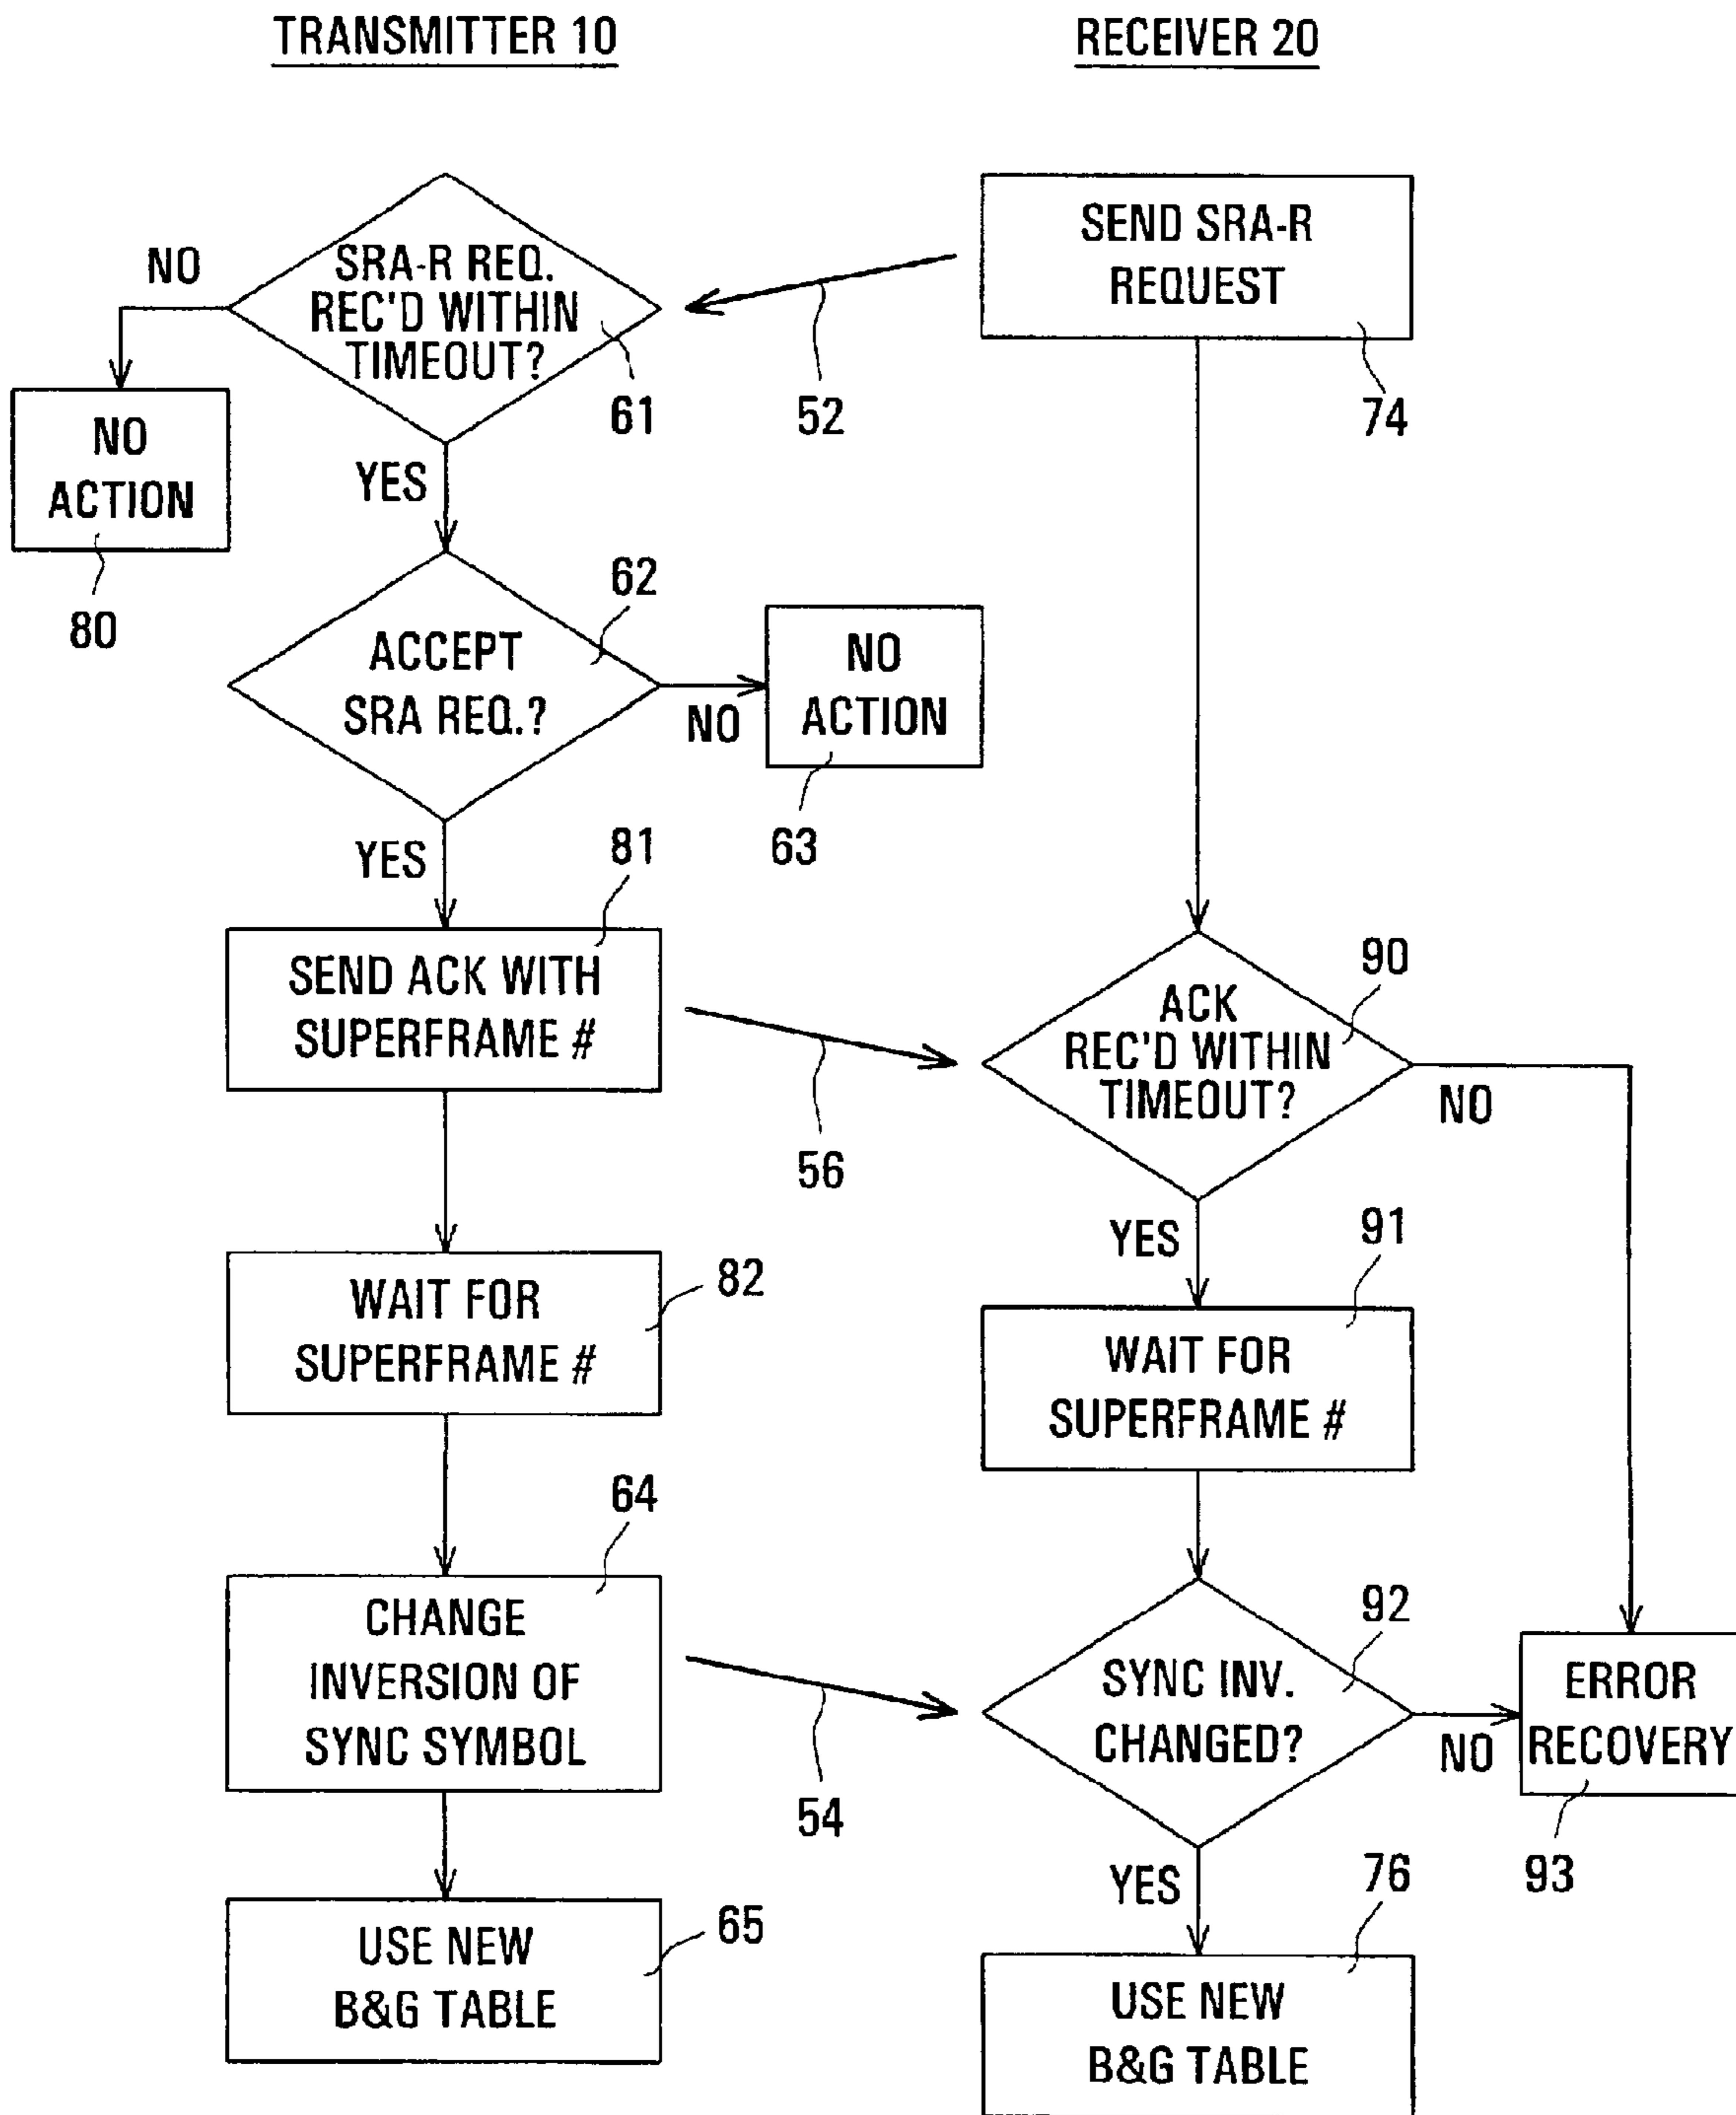 TRANSMITTER 10
RECEIVER 20
SRA-R REQ.
REC'D WITHIN
TIMEOUT?
61
NO
NO
ACTION
80
YES
52
SEND SRA-R
REQUEST
74
ACCEPT
SRA REQ.?
62
NO
NO
ACTION
63
YES
81
SEND ACK WITH
SUPERFRAME #
56
ACK
REC'D WITHIN
TIMEOUT?
90
NO
YES
WAIT FOR
SUPERFRAME #
82
91
WAIT FOR
SUPERFRAME #
64
CHANGE
INVERSION OF
SYNC SYMBOL
54
SYNC INV.
CHANGED?
92
NO
ERROR
RECOVERY
93
YES
USE NEW
B&G TABLE
65
76
USE NEW
B&G TABLE